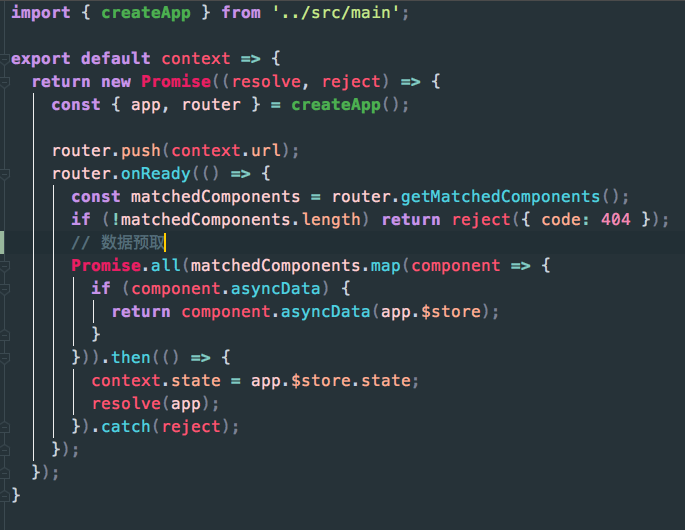 import { createApp } from '../src/main';
export default context => {
return new Promise((resolve, reject) => {
const { app, router } = createApp();
router.push(context.url);
router.onReady(() => {
const matchedComponents = router.getMatchedComponents();
if (!matchedComponents.length) return reject({ code: 404 });
// 数据预取
Promise.all(matchedComponents.map(component => {
if (component.asyncData) {
return component.asyncData(app.$store);
}
})).then(() => {
context.state = app.$store.state;
resolve(app);
}).catch(reject);
});
});
}